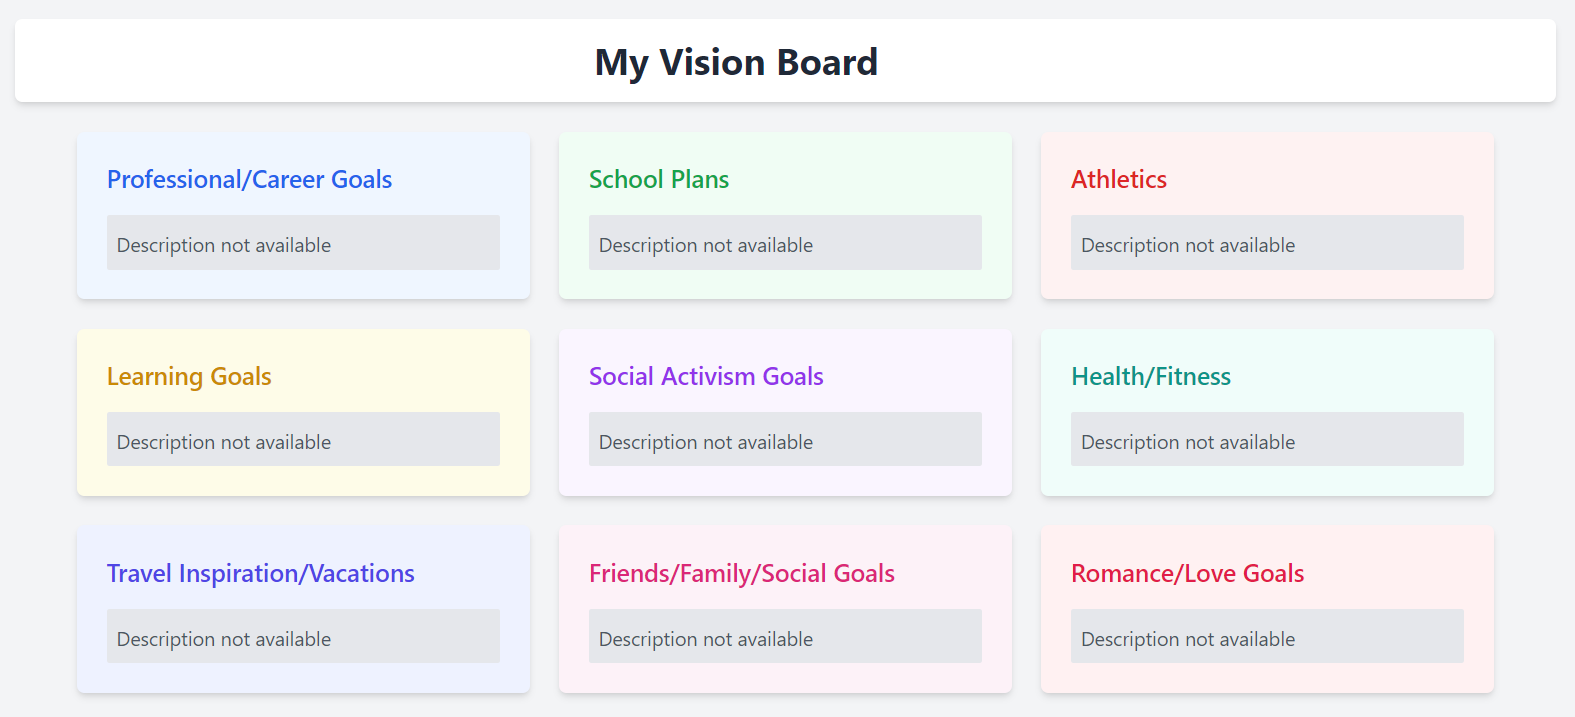 My Vision Board
Professional/Career Goals
Description not available
School Plans
Description not available
Athletics
Description not available
Learning Goals
Description not available
Social Activism Goals
Description not available
Health/Fitness
Description not available
Travel Inspiration/Vacations
Description not available
Friends/Family/Social Goals
Description not available
Romance/Love Goals
Description not available